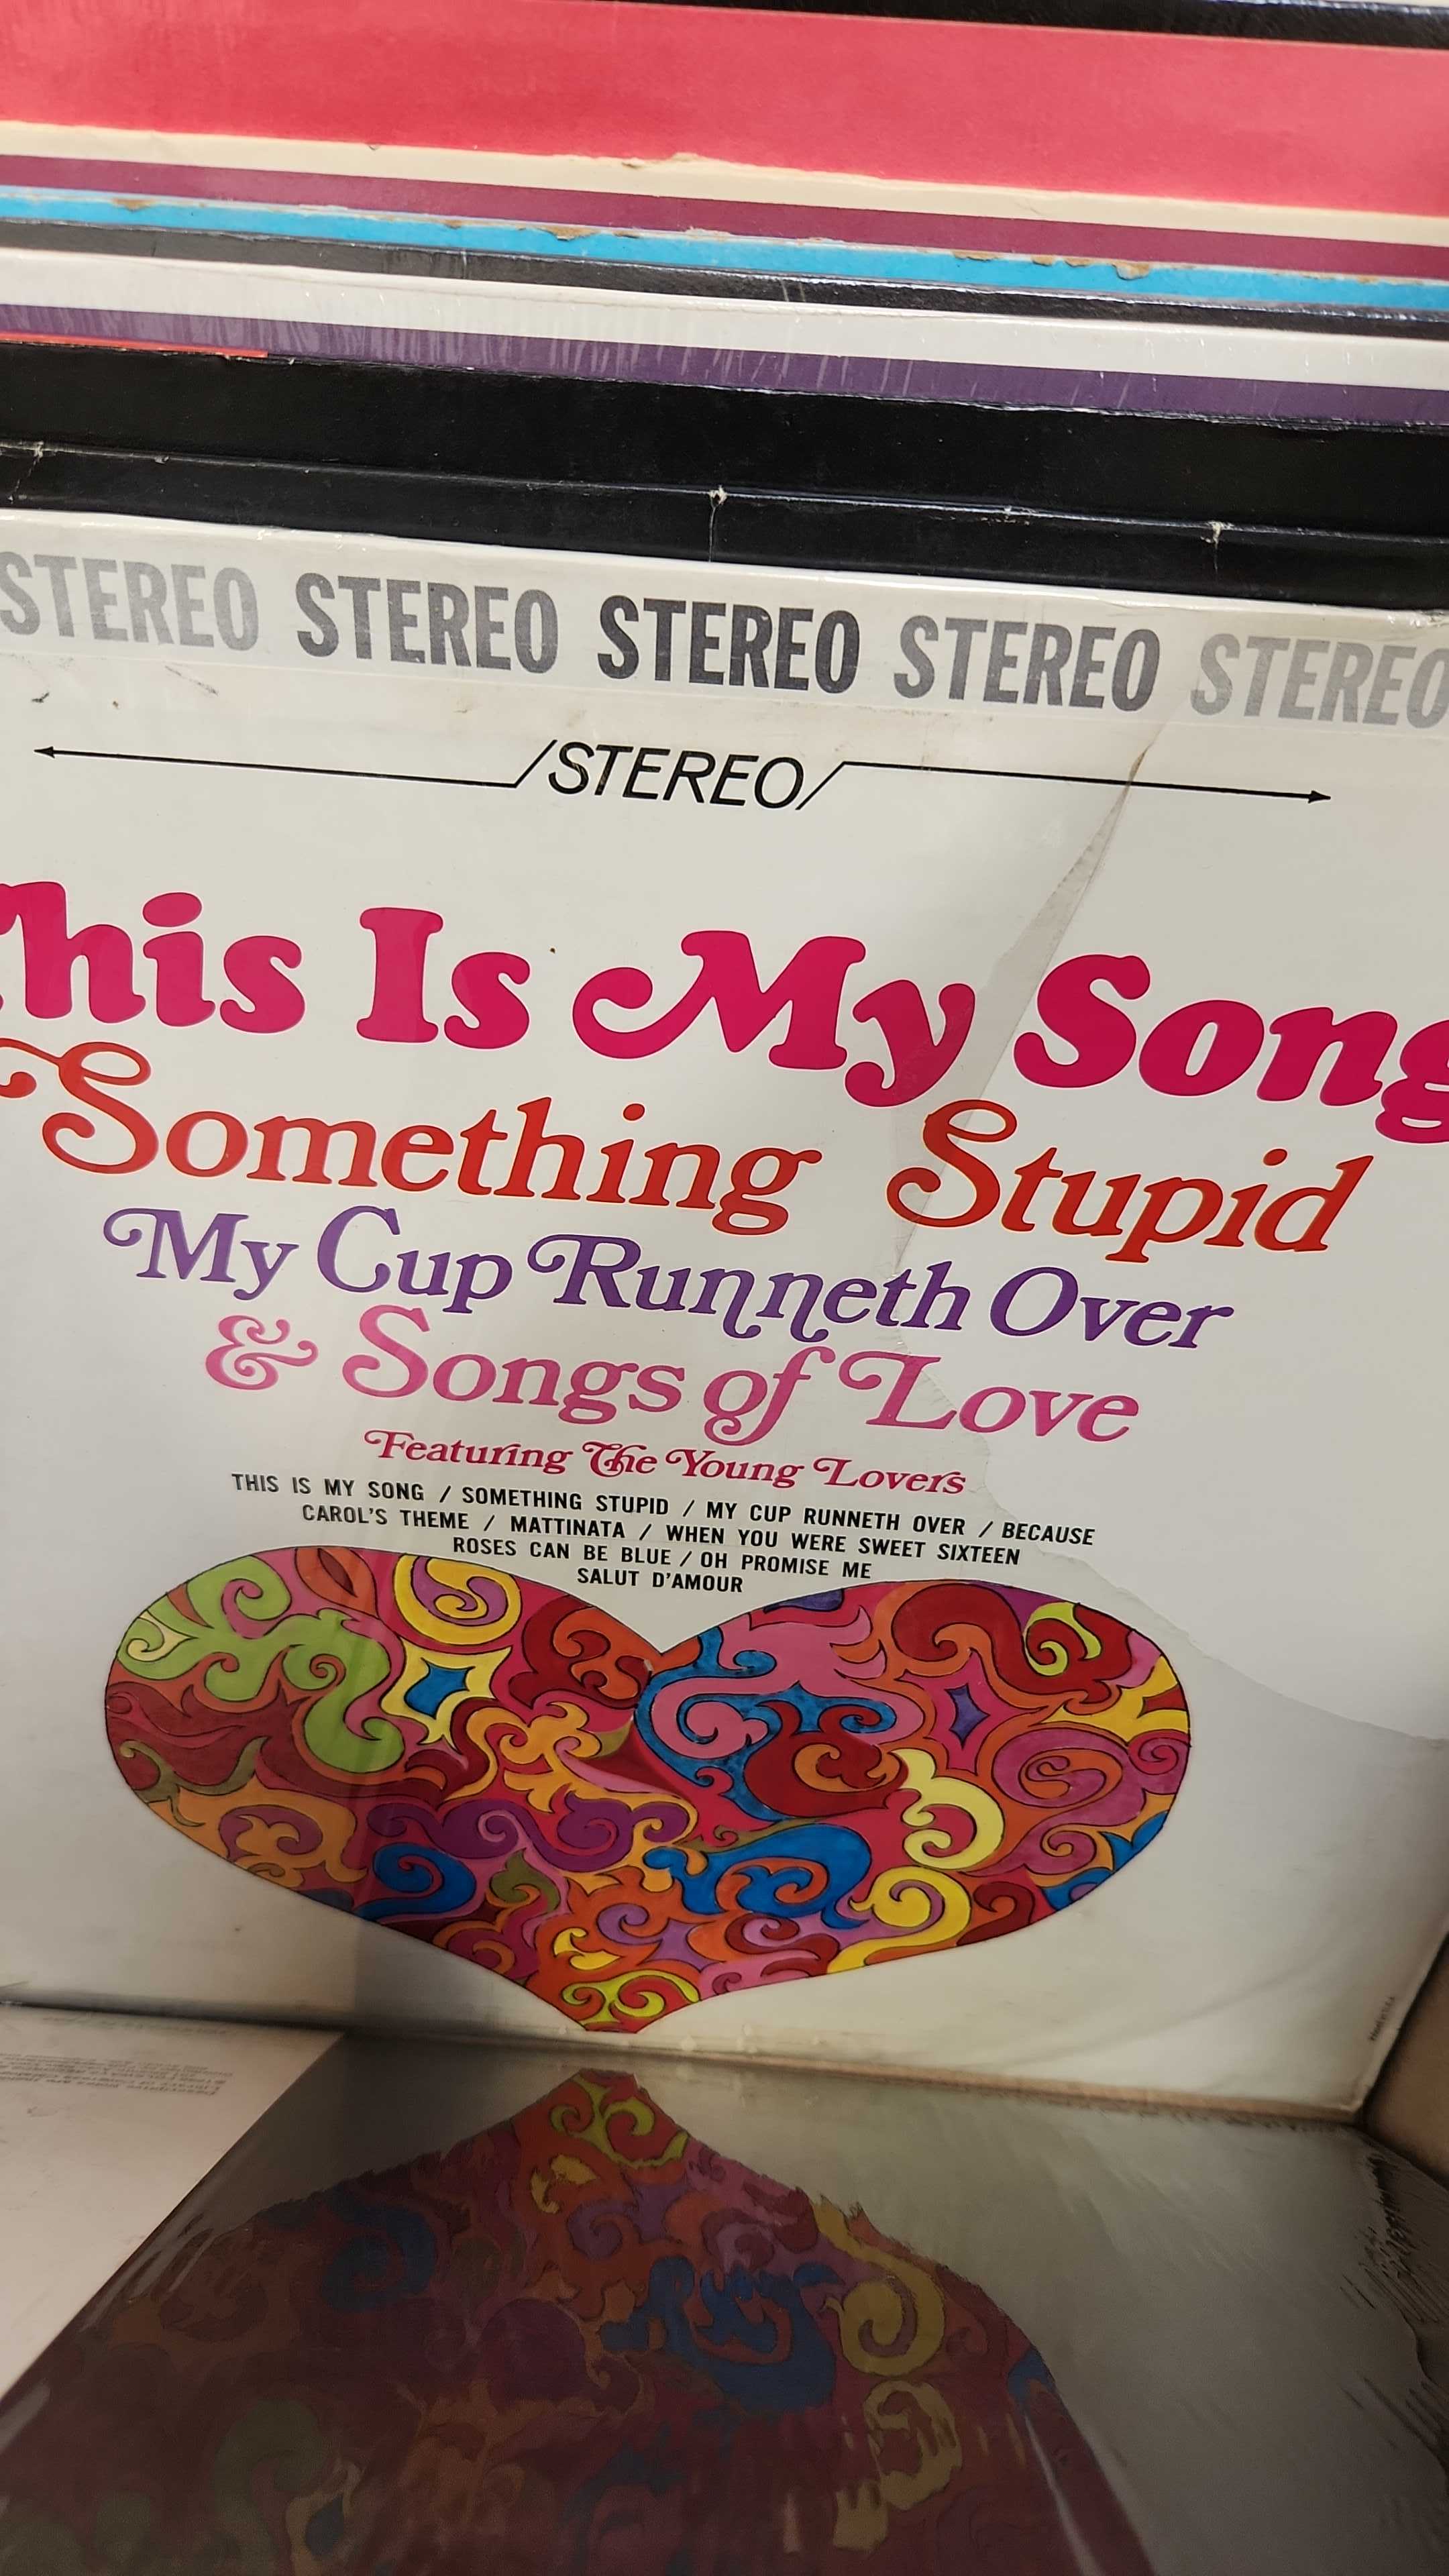 STEREO STEREO STEREO STEREO STEREO
STEREO
This Is My Song
Something Stupid
My Cup Runneth Over
& Songs of Love
Featuring The Young Lovers
THIS IS MY SONG / SOMETHING STUPID / MY CUP RUNNETH OVER / BECAUSE
CAROL'S THEME / MATTINATA / WHEN YOU WERE SWEET SIXTEEN
ROSES CAN BE BLUE / OH PROMISE ME
SALUT D'AMOUR